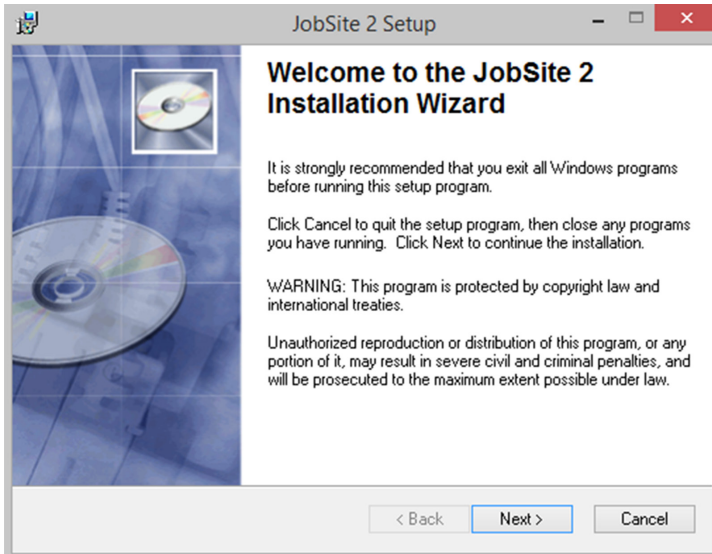 JobSite 2 Setup
Welcome to the JobSite 2
Installation Wizard
It is strongly recommended that you exit all Windows programs
before running this setup program.
Click Cancel to quit the setup program, then close any programs
you have running.  Click Next to continue the installation.
WARNING: This program is protected by copyright law and
international treaties.
Unauthorized reproduction or distribution of this program, or any
portion of it, may result in severe civil and criminal penalties, and
will be prosecuted to the maximum extent possible under law.
< Back
Next >
Cancel